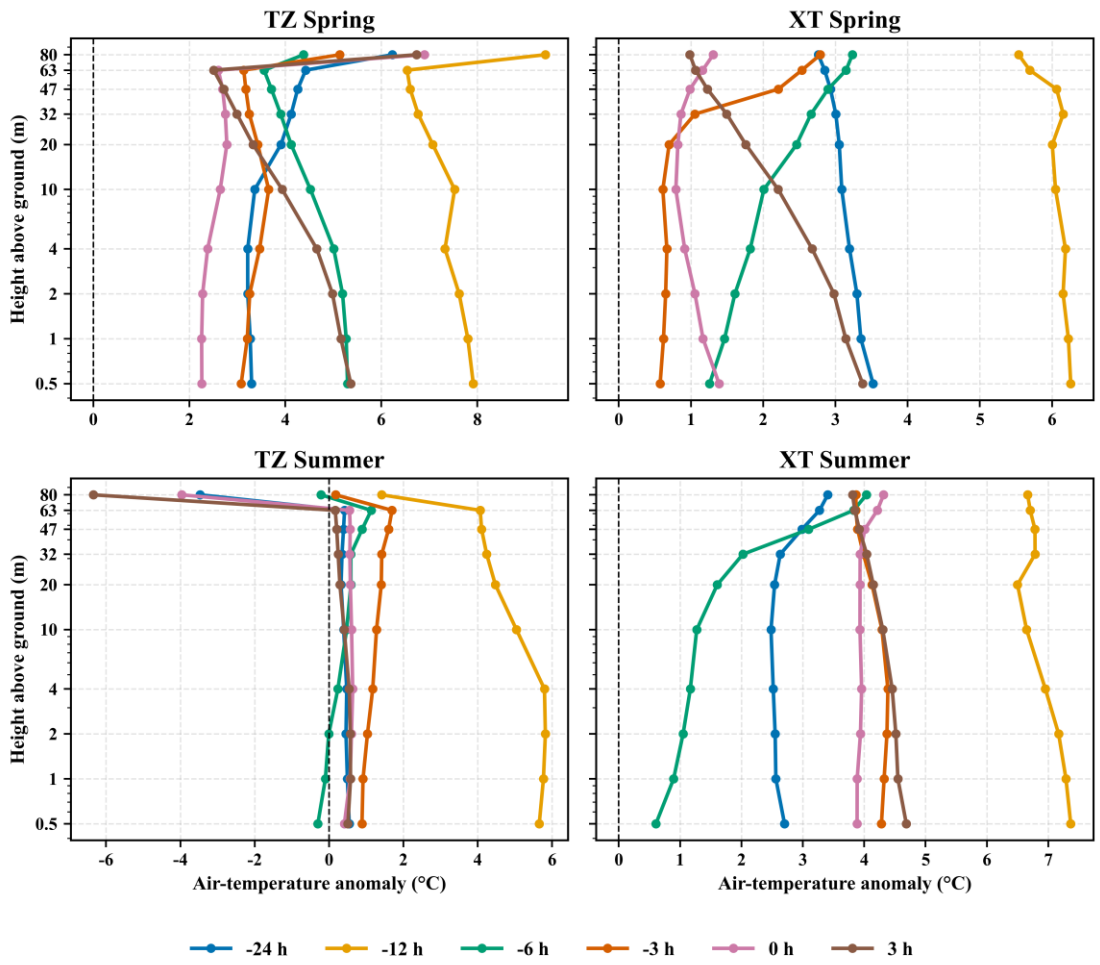 TZ Spring
XT Spring
Height above ground (m)
80
63
47
32
20
10
4
2
1
0.5
0 2 4 6 8
0 1 2 3 4 5 6
TZ Summer
XT Summer
Height above ground (m)
80
63
47
32
20
10
4
2
1
0.5
-6 -4 -2 0 2 4 6
0 1 2 3 4 5 6 7
Air-temperature anomaly (°C)
Air-temperature anomaly (°C)
-24 h -12 h -6 h -3 h 0 h 3 h